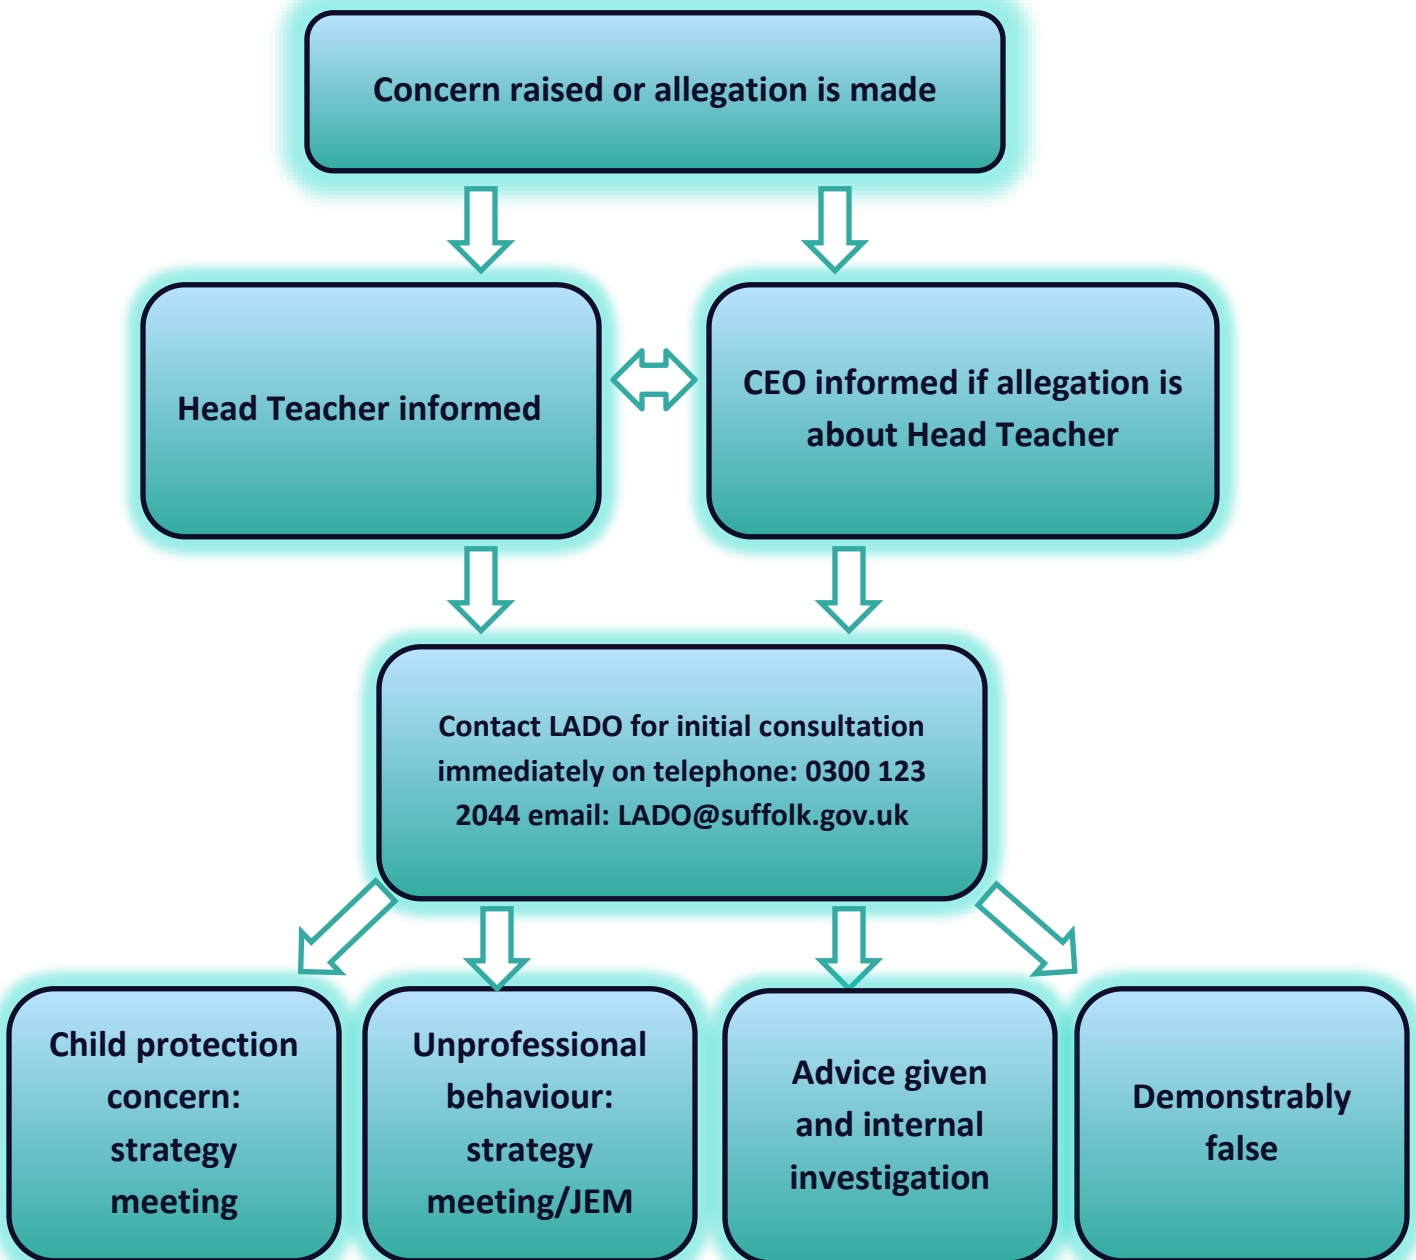 Concern raised or allegation is made
Head Teacher informed
CEO informed if allegation is
about Head Teacher
Contact LADO for initial consultation
immediately on telephone: 0300 123
2044 email: LADO@suffolk.gov.uk
Child protection
concern:
strategy
meeting
Unprofessional
behaviour:
strategy
meeting/JEM
Advice given
and internal
investigation
Demonstrably
false